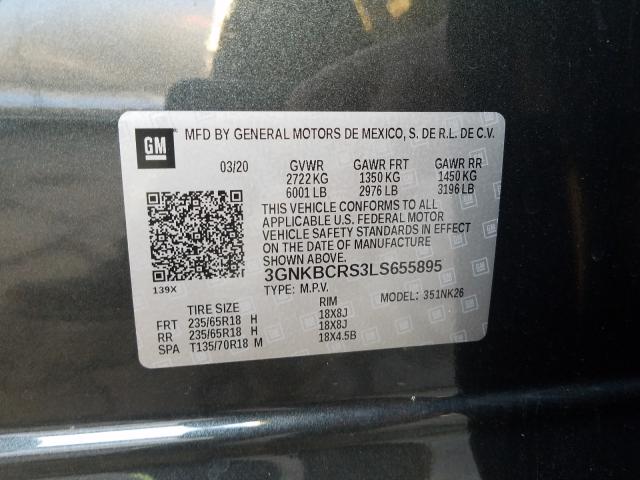 GM
MFD BY GENERAL MOTORS DE MEXICO, S. DE R.L. DE C.V.
03/20 GVWR GAWR FRT GAWR RR
2722 KG 1350 KG 1450 KG
6001 LB 2976 LB 3196 LB
THIS VEHICLE CONFORMS TO ALL
APPLICABLE U.S. FEDERAL MOTOR
VEHICLE SAFETY STANDARDS IN
EFFECT ON THE DATE OF MANUFACTURE
SHOWN ABOVE.
3GNKBCRS3LS655895
139X
TYPE: M.P.V. MODEL: 351NK26
TIRE SIZE RIM
FRT 235/65R18 H 18X8J
RR 235/65R18 H 18X8J
SPA T135/70R18 M 18X4.5B